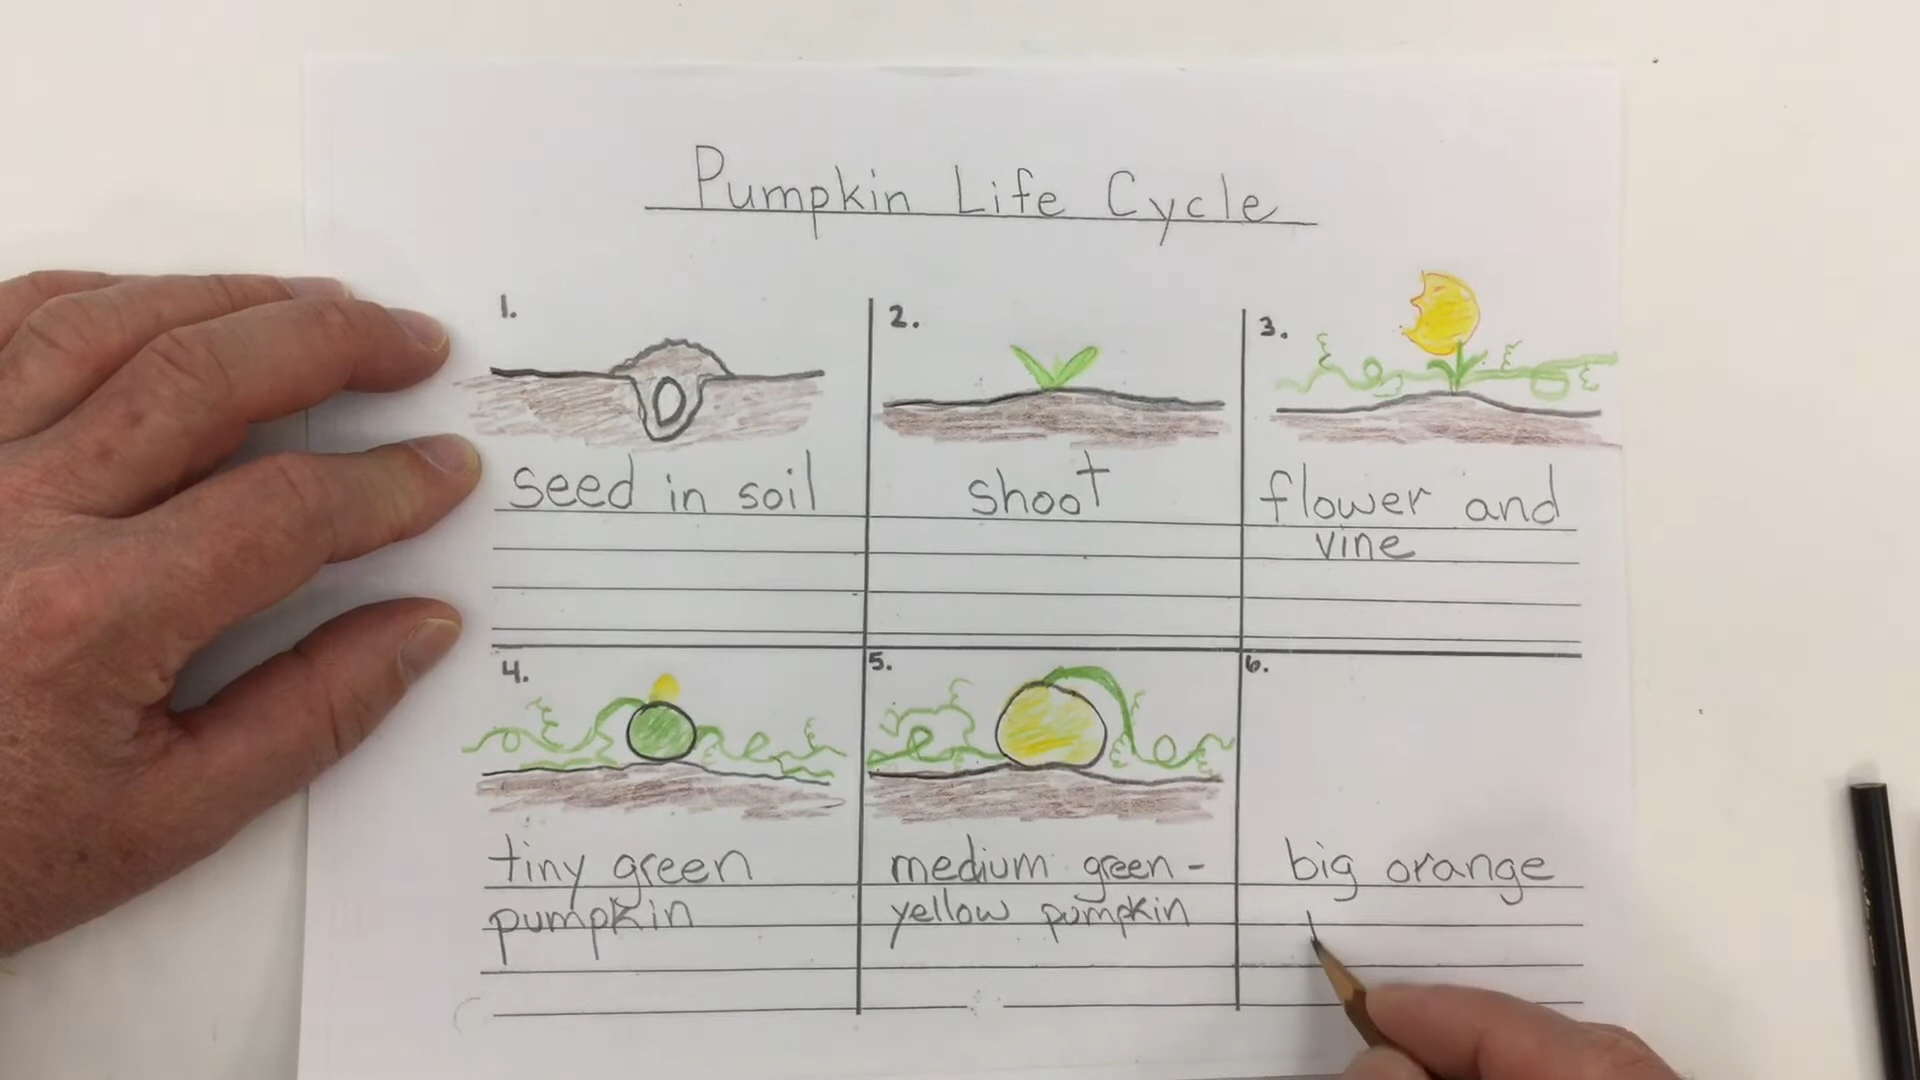 Pumpkin Life Cycle
1.
seed in soil
2.
shoot
3.
flower and
vine
4.
tiny green
pumpkin
5.
medium green-
yellow pumpkin
6.
big orange